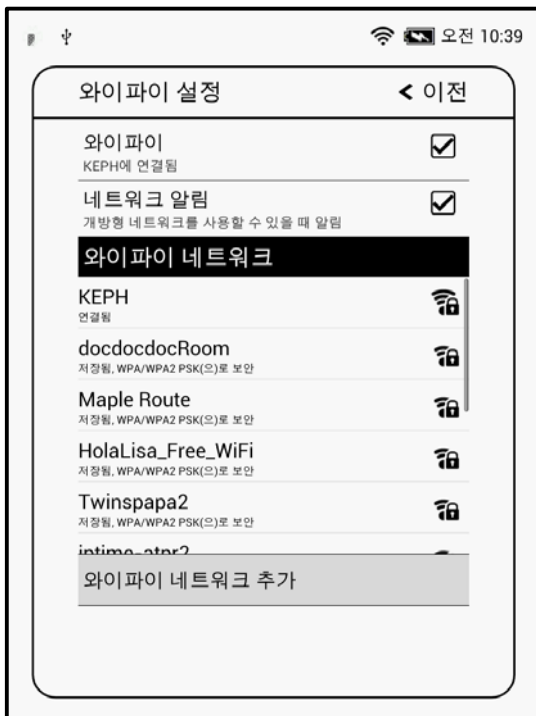 오전 10:39
와이파이 설정
< 이전
와이파이
KEPH에 연결됨
네트워크 알림
개방형 네트워크를 사용할 수 있을 때 알림
와이파이 네트워크
KEPH
연결됨
docdocdocRoom
저장됨, WPA/WPA2 PSK(으)로 보안
Maple Route
저장됨, WPA/WPA2 PSK(으)로 보안
HolaLisa_Free_WiFi
저장됨, WPA/WPA2 PSK(으)로 보안
Twinspapa2
저장됨, WPA/WPA2 PSK(으)로 보안
와이파이 네트워크 추가